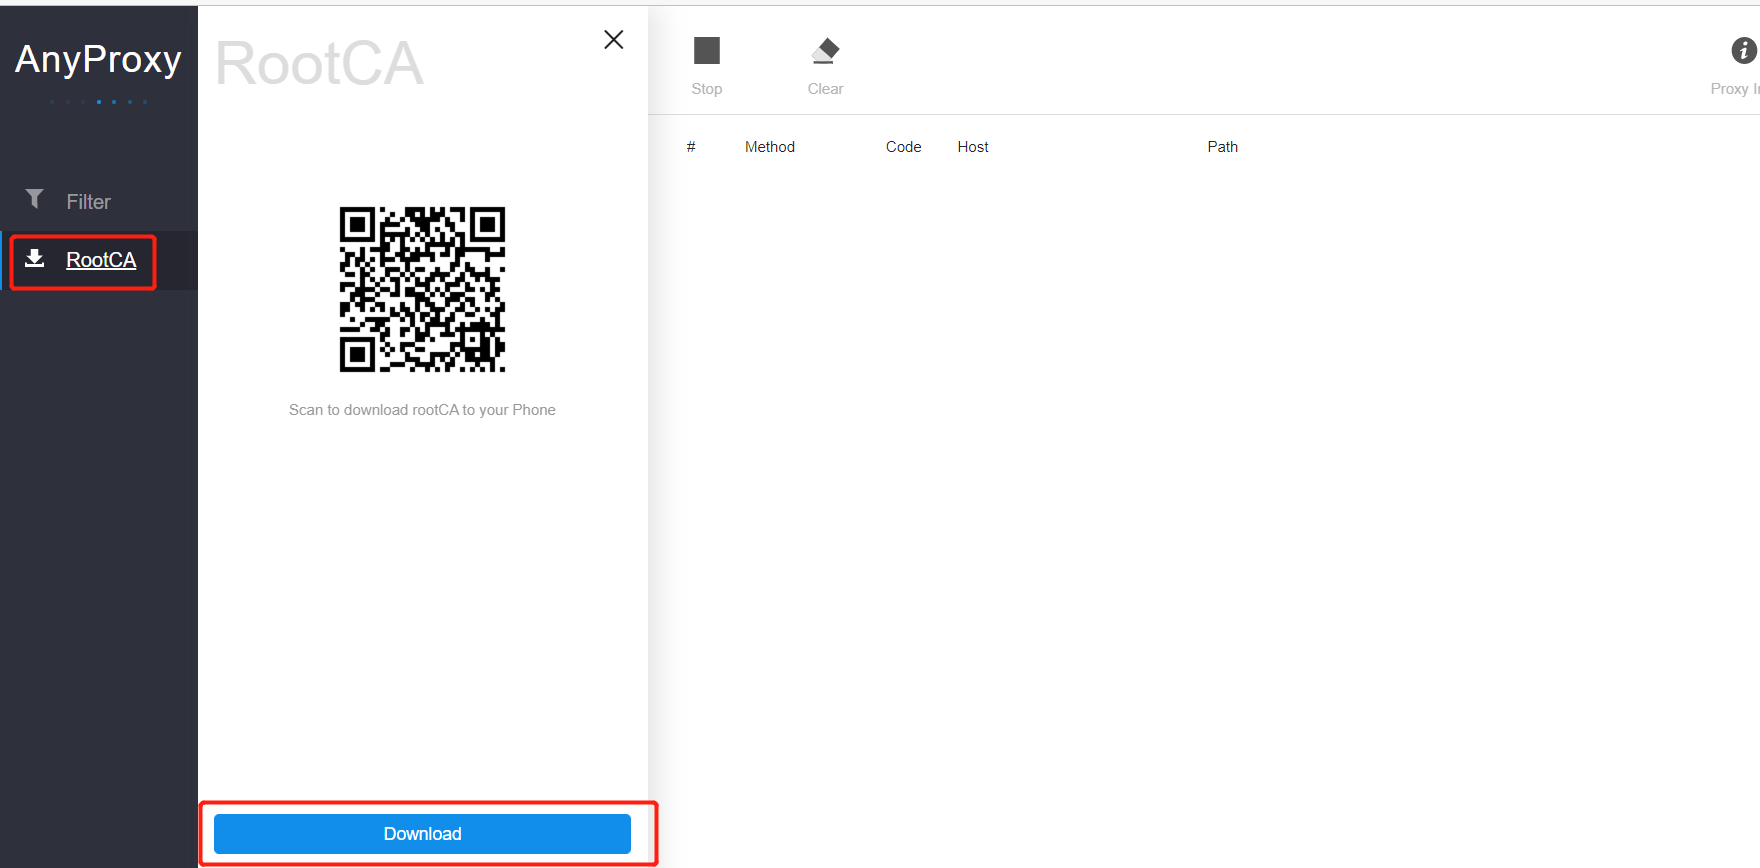 AnyProxy
Filter
RootCA
RootCA
Scan to download rootCA to your Phone
Download
Stop
Clear
Proxy
# Method Code Host Path